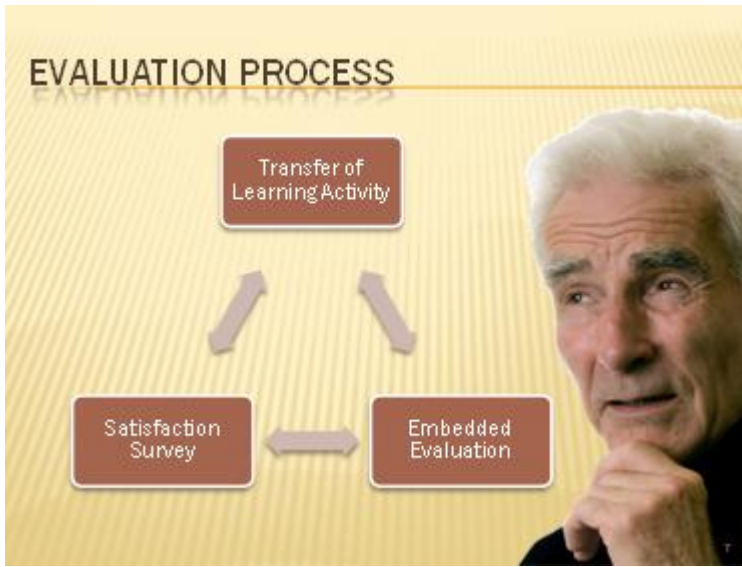 EVALUATION PROCESS
Transfer of
Learning Activity
Satisfaction
Survey
Embedded
Evaluation
T